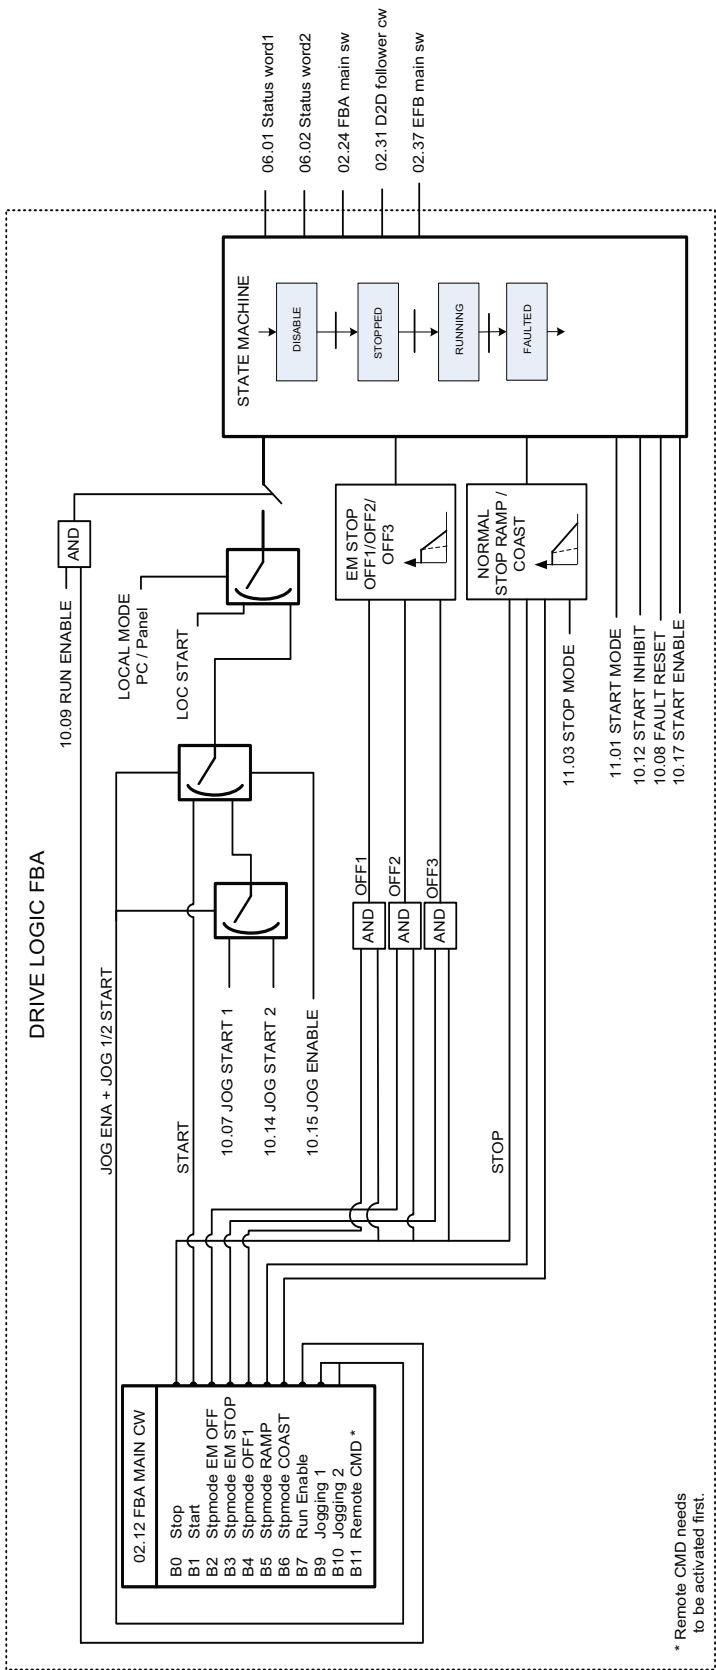 DRIVE LOGIC FBA
02.12 FBA MAIN CW
B0 Stop
B1 Start
B2 Stpmode EM OFF
B3 Stpmode EM STOP
B4 Stpmode OFF1
B5 Stpmode RAMP
B6 Stpmode COAST
B7 Run Enable
B9 Jogging 1
B10 Jogging 2
B11 Remote CMD *
* Remote CMD needs
to be activated first.
JOG ENA + JOG 1/2 START
START
10.07 JOG START 1
10.14 JOG START 2
10.15 JOG ENABLE
STOP
10.09 RUN ENABLE
AND
LOCAL MODE
PC / Panel
LOC START
AND
OFF1
AND
OFF2
AND
OFF3
EM STOP
OFF1/OFF2/
OFF3
NORMAL
STOP RAMP /
COAST
11.03 STOP MODE
11.01 START MODE
10.12 START INHIBIT
10.08 FAULT RESET
10.17 START ENABLE
STATE MACHINE
DISABLE
STOPPED
RUNNING
FAULTED
06.01 Status word1
06.02 Status word2
02.24 FBA main sw
02.31 D2D follower cw
02.37 EFB main sw